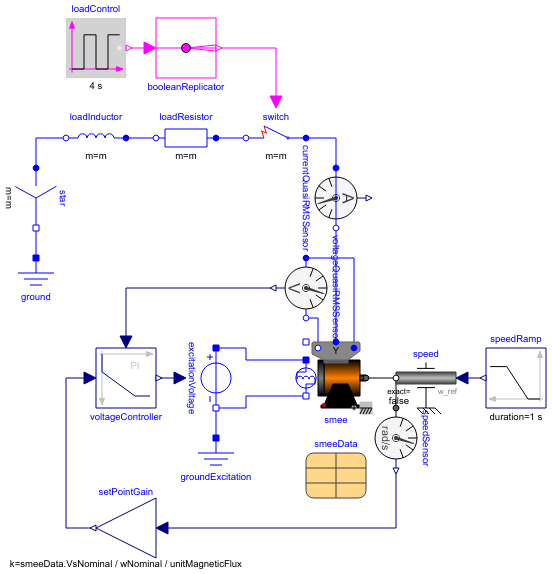 loadControl
4 s
booleanReplicator
loadInductor
loadResistor
switch
m=m
m=m
m=m
currentQuasiRMSSensor
A
m=m
star
ground
voltageQuasiRMSSensor
V
Y
PI
voltageController
excitationVoltage
+
-
groundExcitation
smee
speed
exact=
false
w_ref
speedRamp
duration=1 s
rad/s
speedSensor
smeeData
setPointGain
k=smeeData.VsNominal / wNominal / unitMagneticFlux